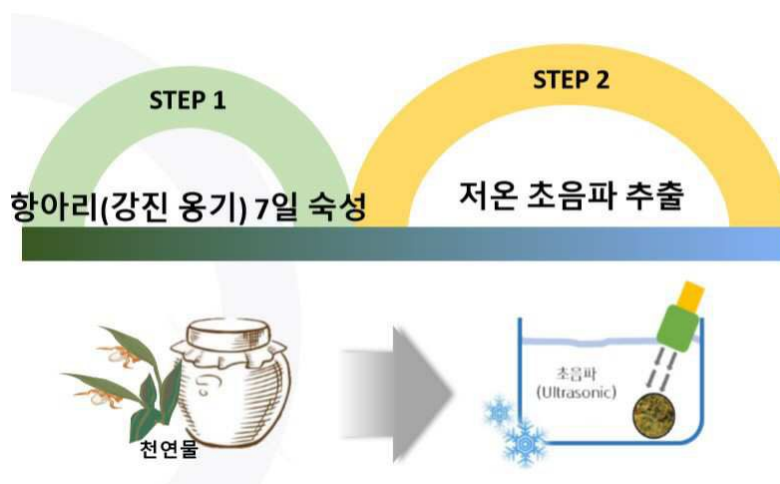 STEP 1
STEP 2
항아리(강진 옹기) 7일 숙성
저온 초음파 추출
초음파
(Ultrasonic)
천연물